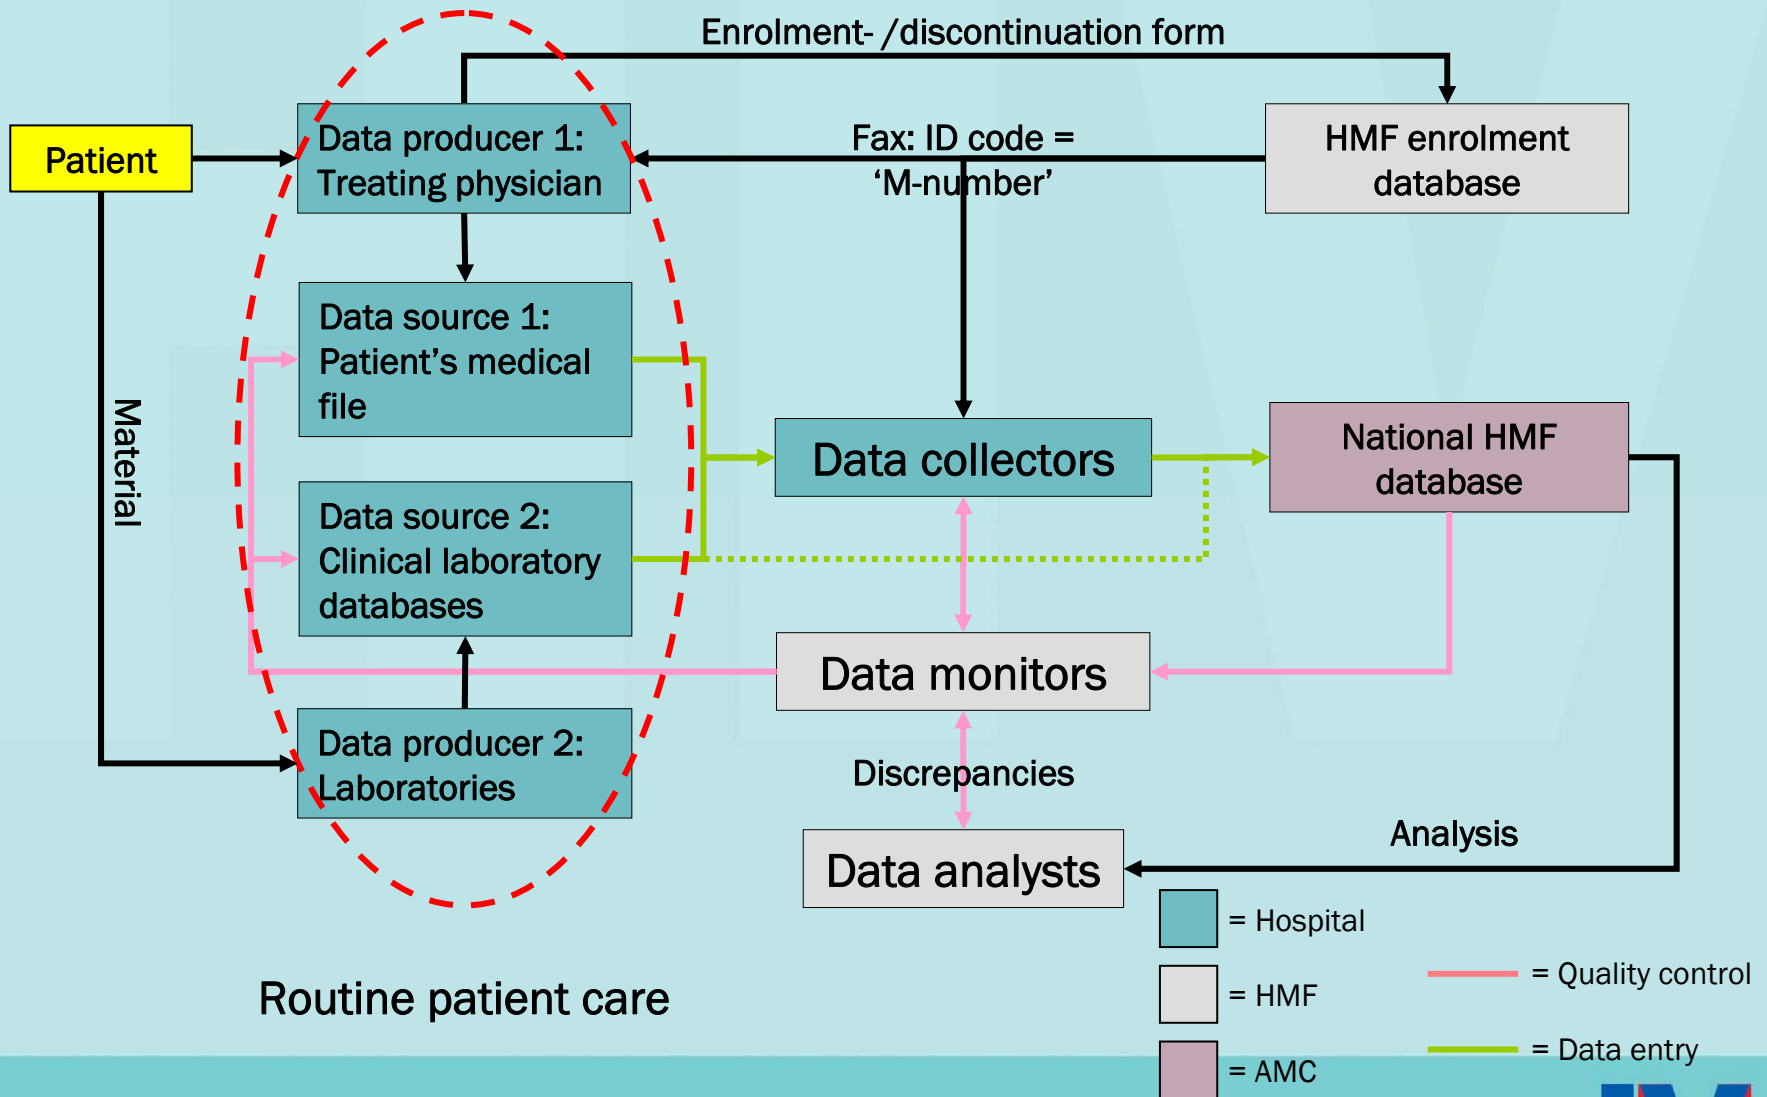 Enrolment- /discontinuation form
Patient
Data producer 1:
Treating physician
Fax: ID code =
‘M-number’
HMF enrolment
database
Data source 1:
Patient’s medical
file
Material
Data collectors
National HMF
database
Data source 2:
Clinical laboratory
databases
Data monitors
Data producer 2:
Laboratories
Discrepancies
Analysis
Data analysts
= Hospital
= HMF
= AMC
= Quality control
= Data entry
Routine patient care